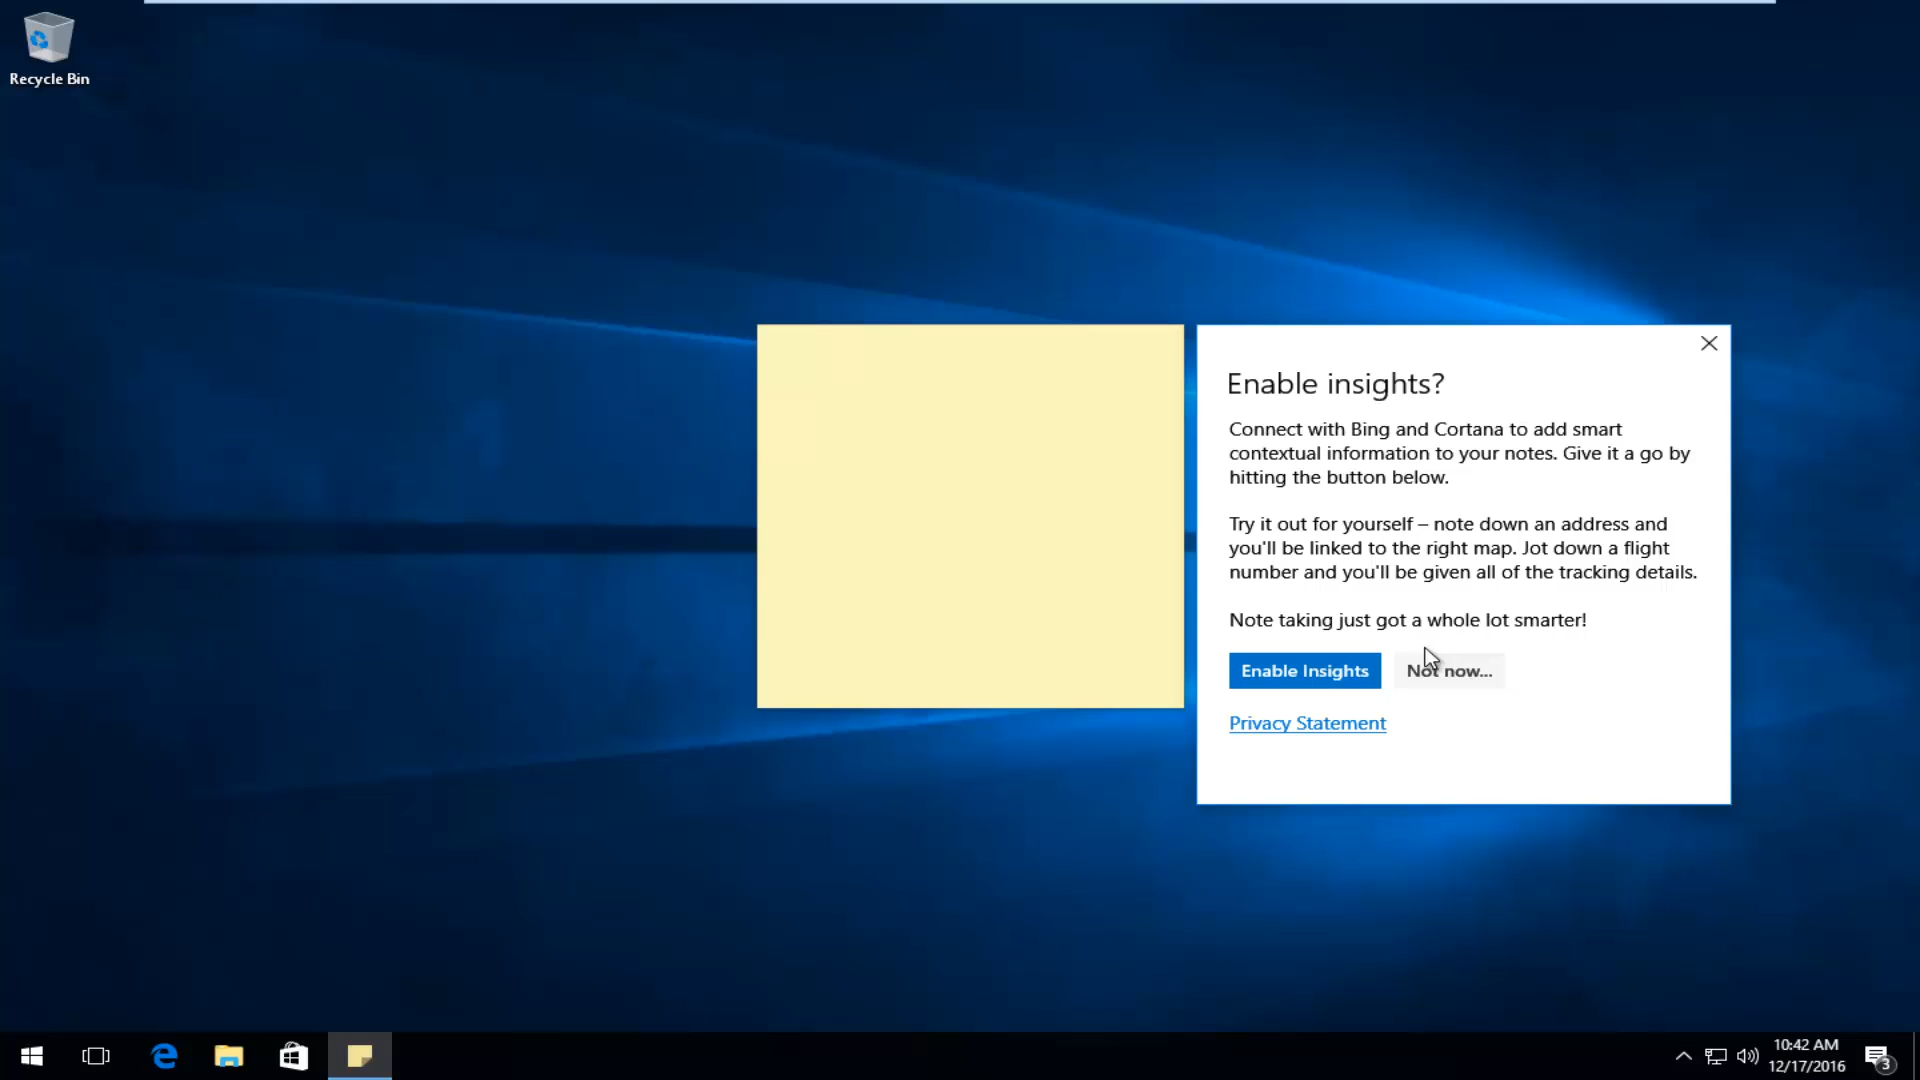 Recycle Bin
Enable insights?
Connect with Bing and Cortana to add smart
contextual information to your notes. Give it a go by
hitting the button below.
Try it out for yourself – note down an address and
you'll be linked to the right map. Jot down a flight
number and you'll be given all of the tracking details.
Note taking just got a whole lot smarter!
Enable Insights
Not now...
Privacy Statement
10:42 AM
12/17/2016
3